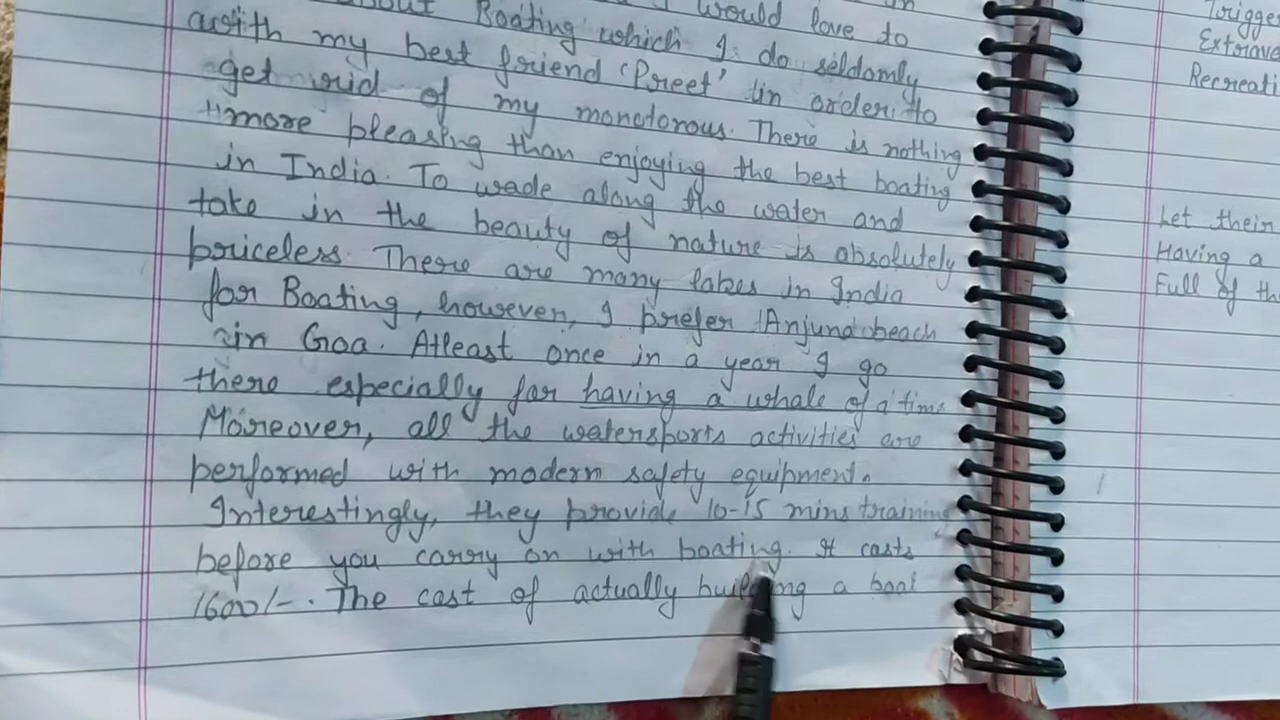 about Boating which I would love to
with my best friend 'Preet' I do seldomly
get rid of my monotorous. in order to
more pleasing than enjoying There is nothing
in India. To wade along the best boating
take in the beauty of the water and
priceless. There are nature is absolutely
for Boating, however, many lakes in India
in Goa. Atleast once I prefer Anjuna beach
there especially for in a year I go
Moreover, all the having a whale of a time
performed with watersports activities are
Interestingly, they modern safety equipment.
before you carry on provide 10-15 mins training
1600/-. The cost of with boating. It costs
actually a boat
Extrava
Recreati
Let their
Having a
Full of th